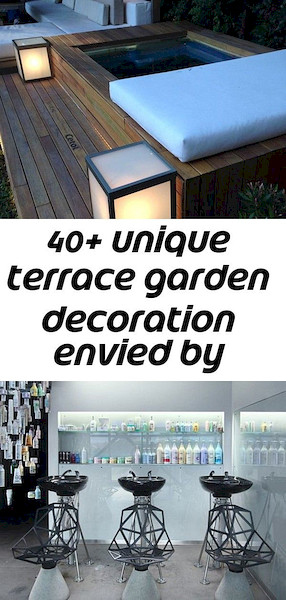 40+ unique
terrace garden
decoration
envied by